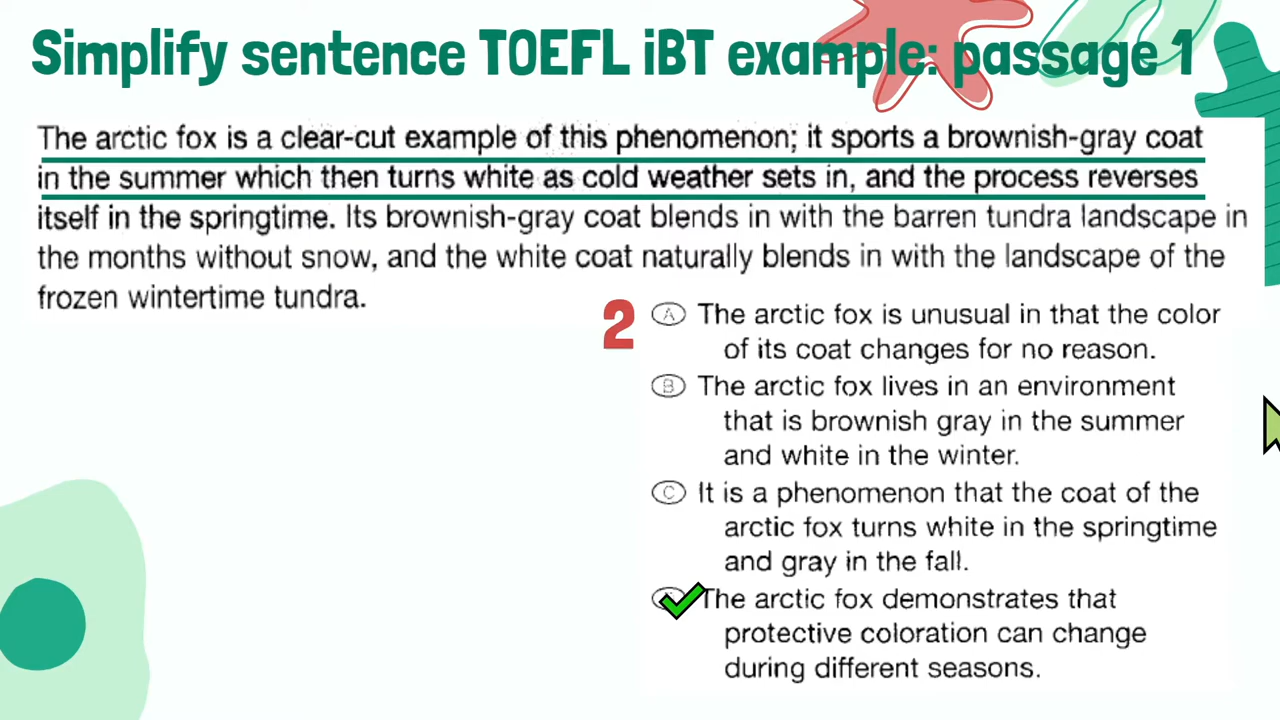 Simplify sentence TOEFL iBT example: passage 1
The arctic fox is a clear-cut example of this phenomenon; it sports a brownish-gray coat
in the summer which then turns white as cold weather sets in, and the process reverses
itself in the springtime. Its brownish-gray coat blends in with the barren tundra landscape in
the months without snow, and the white coat naturally blends in with the landscape of the
frozen wintertime tundra.
2
A The arctic fox is unusual in that the color
of its coat changes for no reason.
B The arctic fox lives in an environment
that is brownish gray in the summer
and white in the winter.
C It is a phenomenon that the coat of the
arctic fox turns white in the springtime
and gray in the fall.
The arctic fox demonstrates that
protective coloration can change
during different seasons.